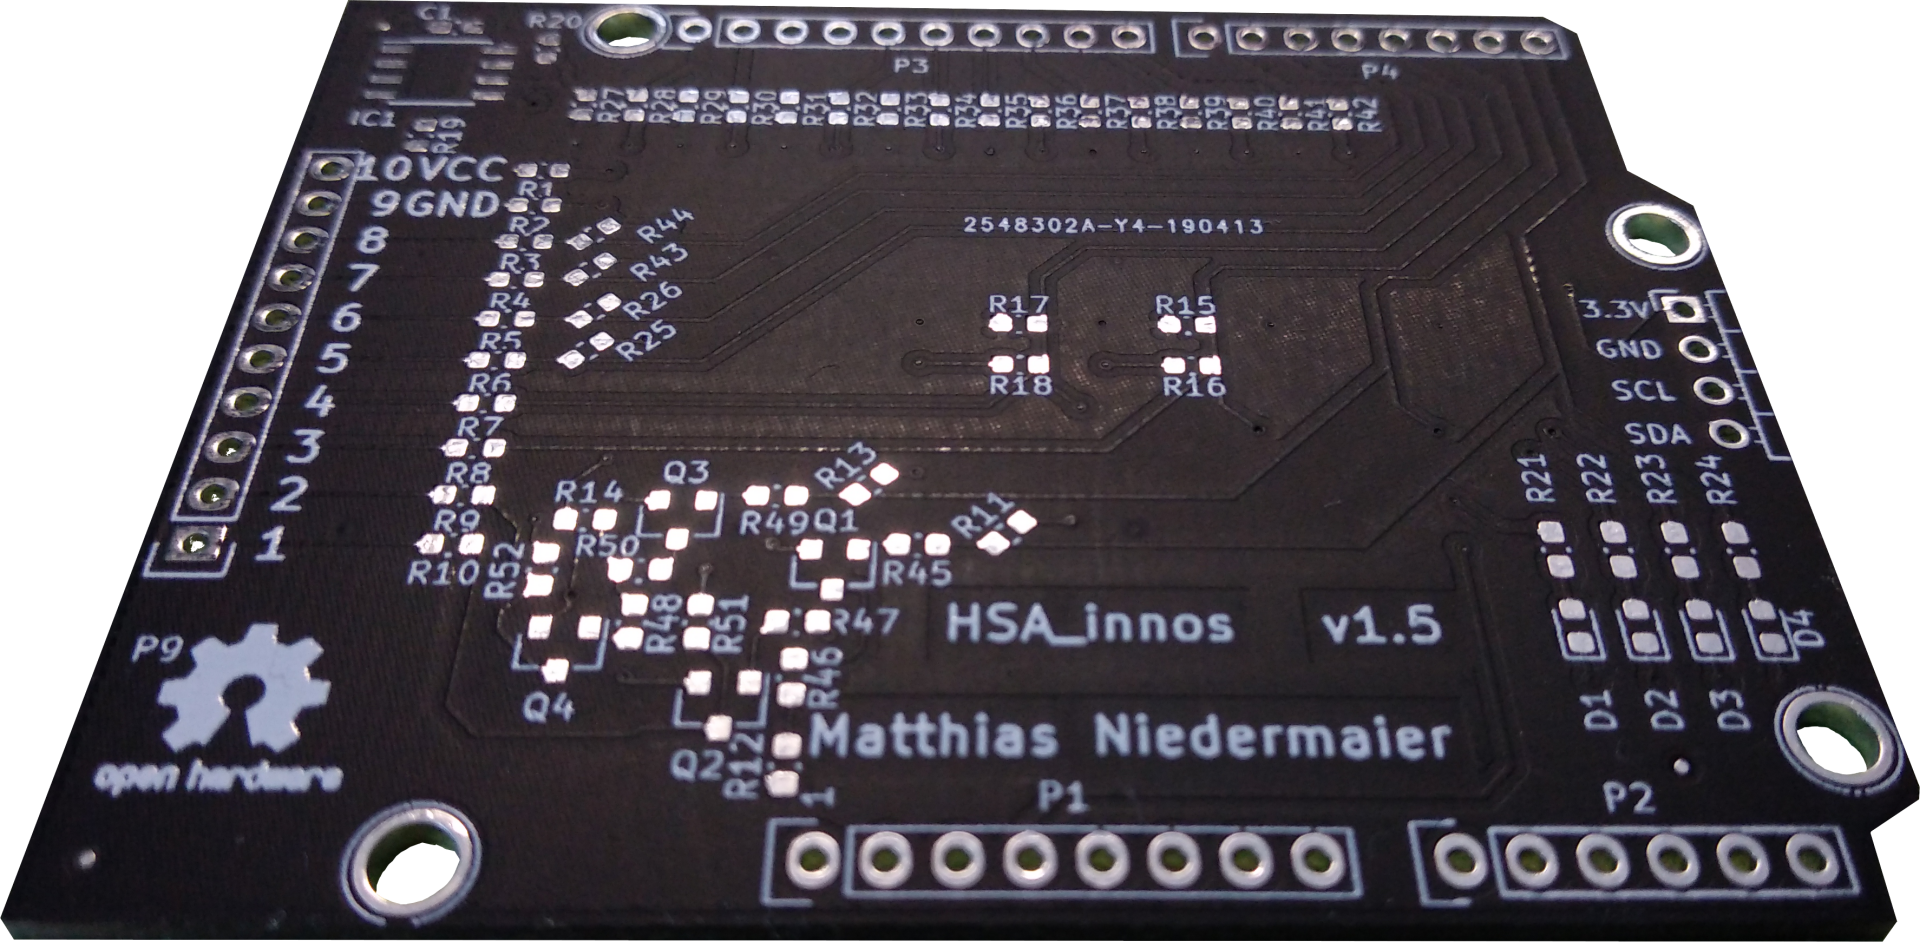 C1
R20
P3
P4
IC1
R19
R27 R28 R29 R30 R31 R32 R33 R34 R35 R36 R37 R38 R39 R40 R41 R42
10VCC
9GND
8
7
6
5
4
3
2
1
R1
R2
R3
R4
R5
R6
R7
R8
R9
R10
R44
R43
R26
R25
2548302A-Y4-190413
R17
R15
R18
R16
3.3V
GND
SCL
SDA
R21 R22 R23 R24
Q3
R13
R14
R49
Q1
R11
R50
R52
R45
R48
R51
R47
R46
HSA_innos v1.5
Q4
Q2
R12
Matthias Niedermaier
D1 D2 D3 D4
P9
open hardware
1
P1
P2